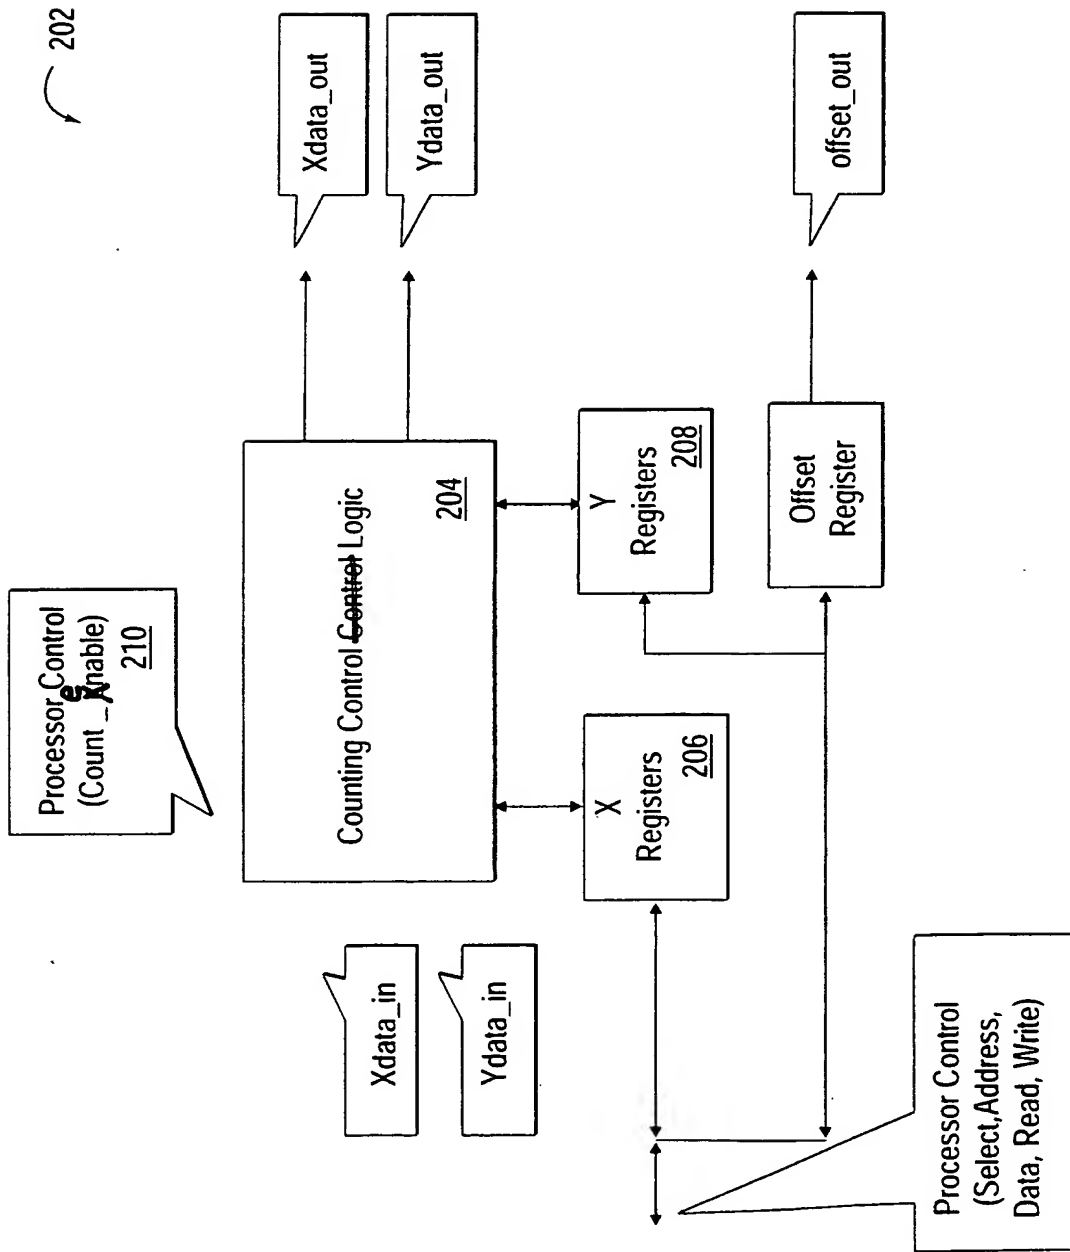 202
Processor Control
(Count_enable)
210
Xdata_in
Ydata_in
Counting Control Control Logic
204
Xdata_out
Ydata_out
X
Registers
206
Y
Registers
208
Offset
Register
offset_out
Processor Control
(Select,Address,
Data, Read, Write)